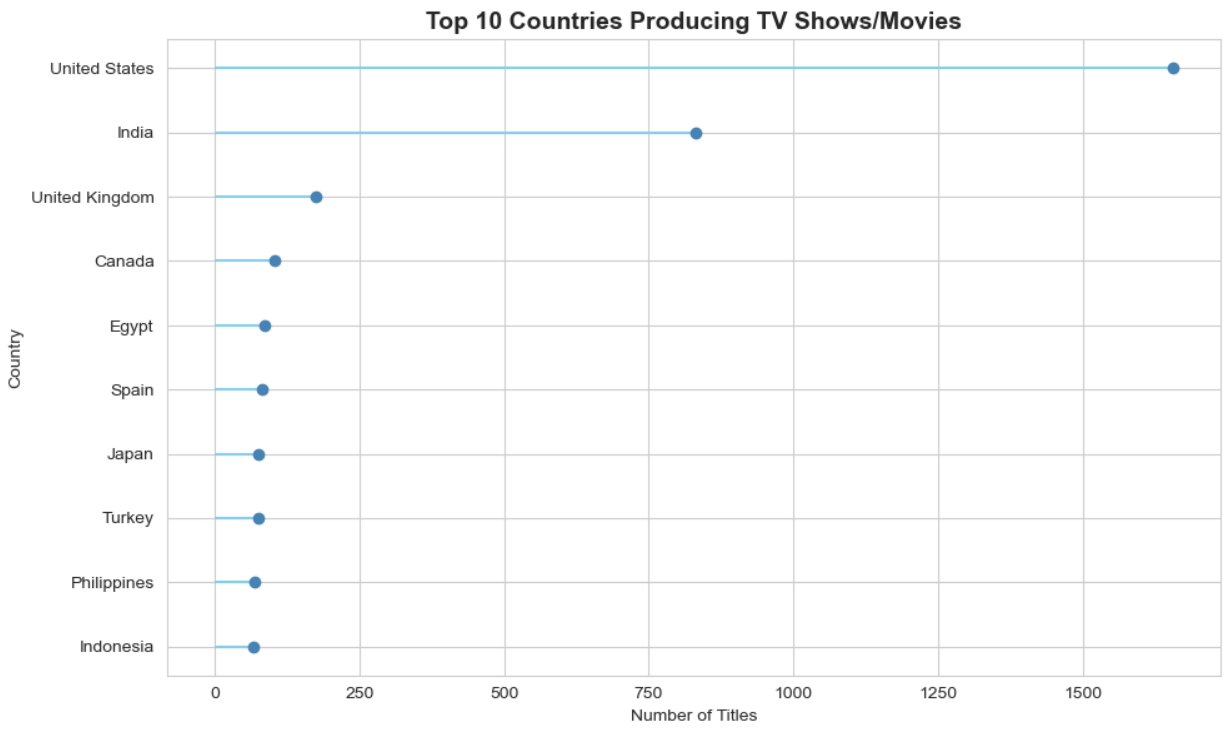 Top 10 Countries Producing TV Shows/Movies
United States
India
United Kingdom
Canada
Egypt
Spain
Japan
Turkey
Philippines
Indonesia
Country
0 250 500 750 1000 1250 1500
Number of Titles